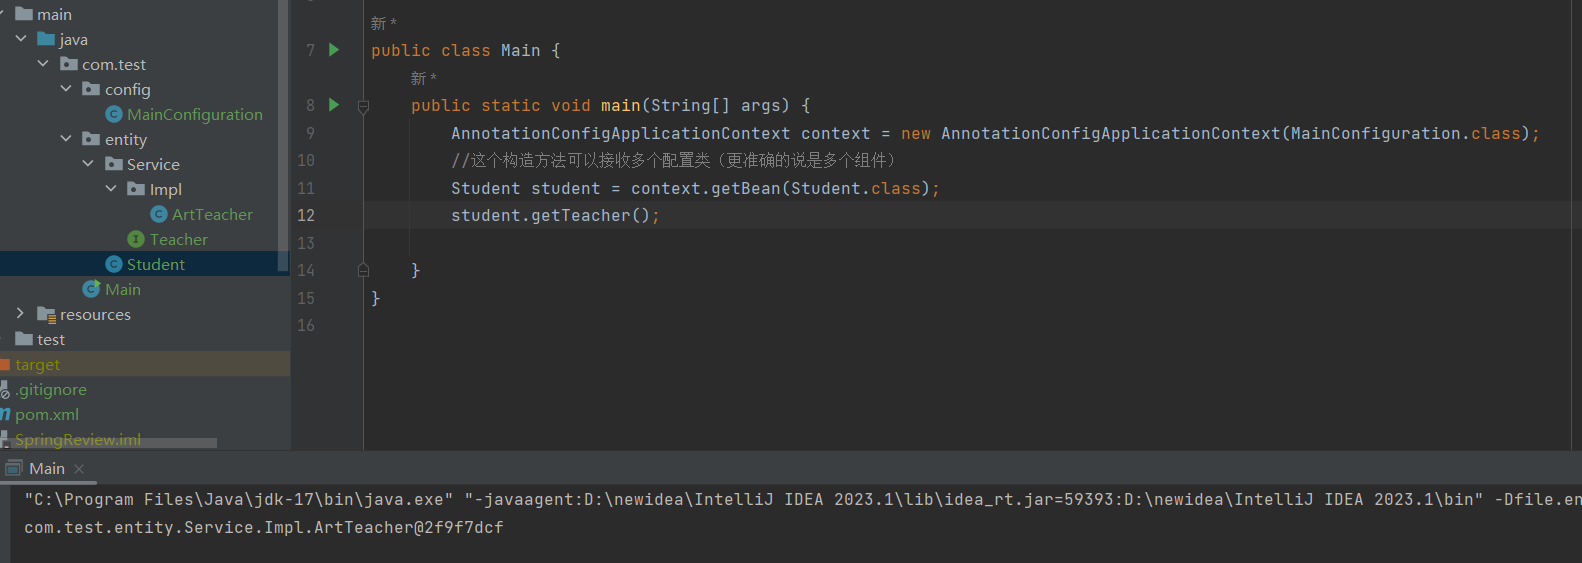 main
java
com.test
config
MainConfiguration
entity
Service
Impl
ArtTeacher
Teacher
Student
Main
resources
test
target
.gitignore
pom.xml
SpringReview.iml
新 *
7 public class Main {
新 *
8 public static void main(String[] args) {
9 AnnotationConfigApplicationContext context = new AnnotationConfigApplicationContext(MainConfiguration.class);
10 //这个构造方法可以接收多个配置类（更准确的说是多个组件）
11 Student student = context.getBean(Student.class);
12 student.getTeacher();
13
14 }
15 }
16
Main
"C:\Program Files\Java\jdk-17\bin\java.exe" "-javaagent:D:\newidea\IntelliJ IDEA 2023.1\lib\idea_rt.jar=59393:D:\newidea\IntelliJ IDEA 2023.1\bin" -Dfile.en
com.test.entity.Service.Impl.ArtTeacher@2f9f7dcf